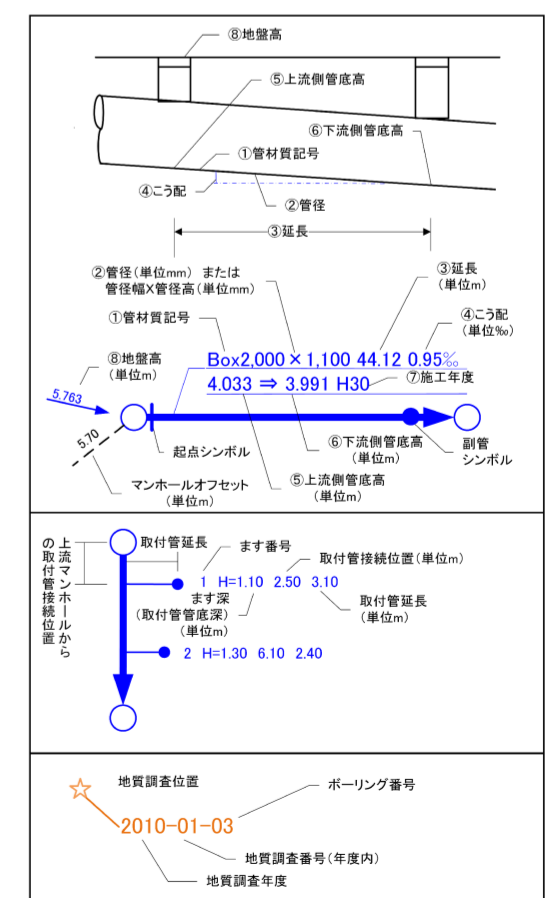 ⑧地盤高
⑤上流側管底高
⑥下流側管底高
①管材質記号
④こう配
②管径
③延長
②管径(単位mm) または
管径幅X管径高(単位mm)
③延長
(単位m)
①管材質記号
④こう配
(単位‰)
⑧地盤高
(単位m)
Box2,000×1,100 44.12 0.95‰
4.033 ⇒ 3.991 H30
⑦施工年度
5.763
5.70
起点シンボル
⑥下流側管底高
(単位m)
副管
シンボル
マンホールオフセット
(単位m)
⑤上流側管底高
(単位m)
上流マンホールから
の取付管接続位置
取付管延長
ます番号
取付管接続位置(単位m)
1 H=1.10 2.50 3.10
ます深
(取付管管底深)
(単位m)
取付管延長
(単位m)
2 H=1.30 6.10 2.40
地質調査位置
ボーリング番号
2010-01-03
地質調査番号(年度内)
地質調査年度